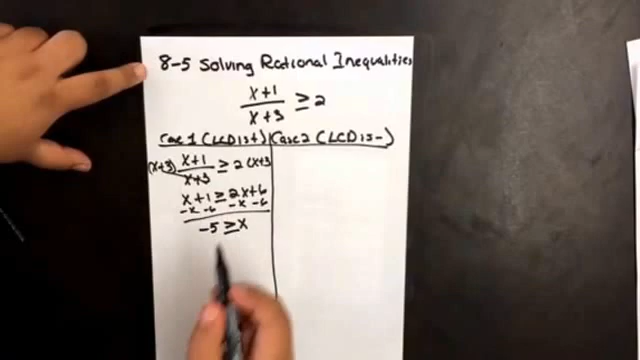 8-5 Solving Rational Inequalities
x+1
x+3 ≥ 2
Case 1 (LCD is +) Case 2 (LCD is -)
(x+3) x+1 ≥ 2 (x+3
x+3
x+1 ≥ 2x+6
-x -6 -x -6
-5 ≥ x